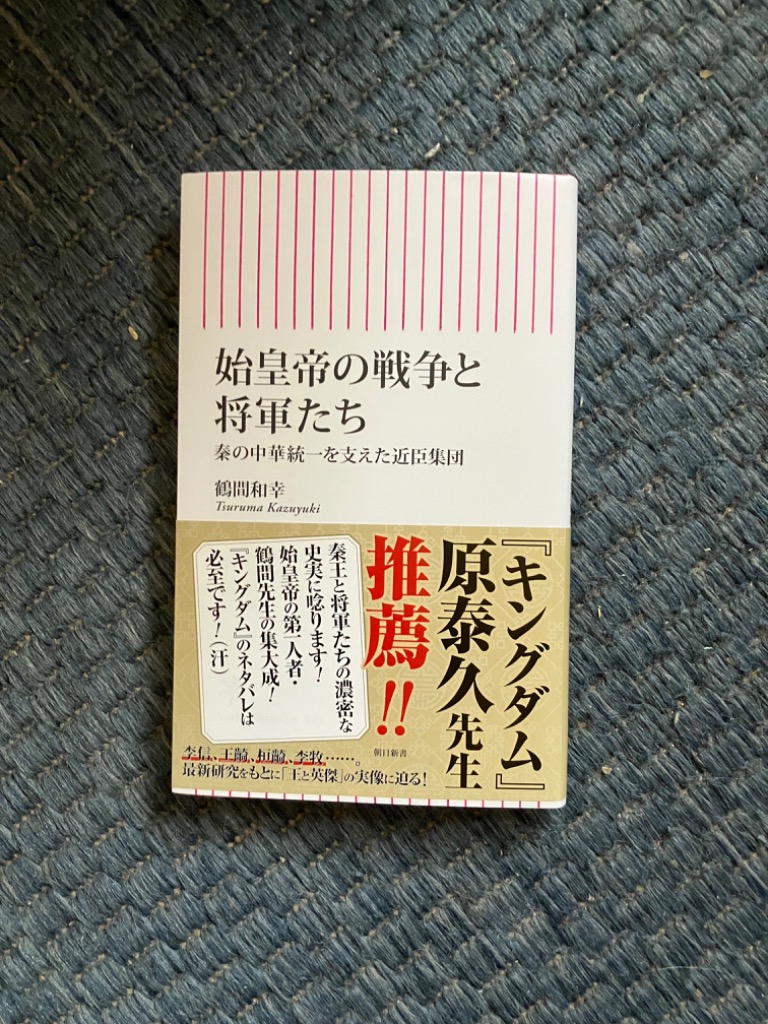 始皇帝の戦争と
将軍たち
秦の中華統一を支えた近臣集団
鶴間和幸
Tsuruma Kazuyuki
『キングダム』
原泰久先生
推薦!!
秦王と将軍たちの濃密な
史実に唸ります!
始皇帝の第一人者・
鶴間先生の集大成!
『キングダム』のネタバレは
必至です!(汗)
朝日新書
李信、王齮、桓齮、李牧……。
最新研究をもとに「王と英傑」の実像に迫る!